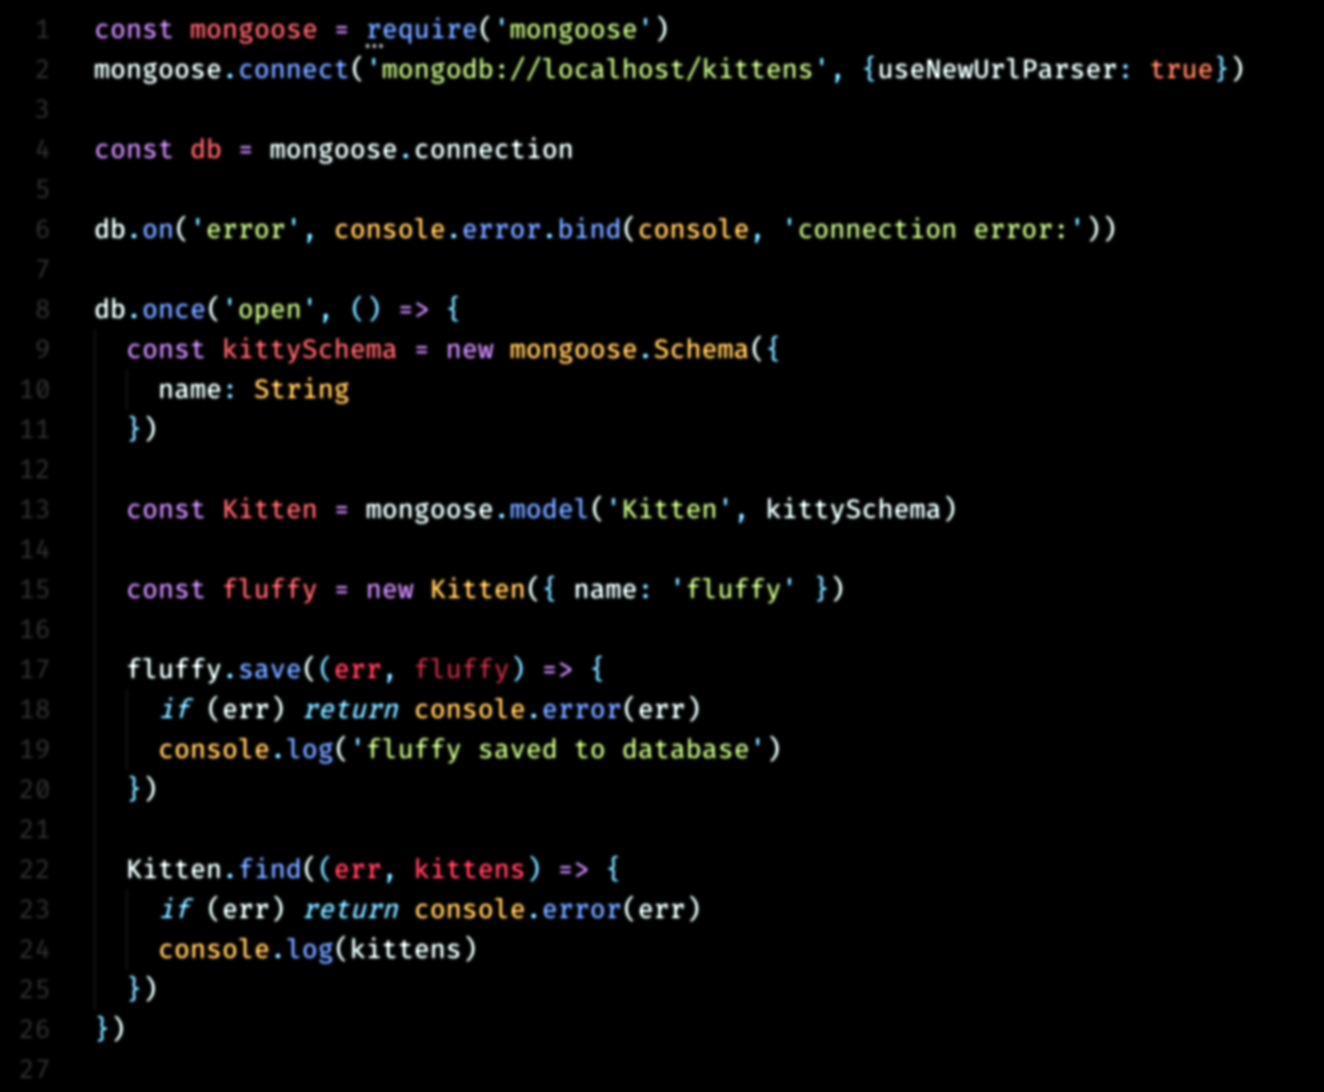 1 const mongoose = require('mongoose')
2 mongoose.connect('mongodb://localhost/kittens', {useNewUrlParser: true})
3
4 const db = mongoose.connection
5
6 db.on('error', console.error.bind(console, 'connection error:'))
7
8 db.once('open', () => {
9   const kittySchema = new mongoose.Schema({
10     name: String
11   })
12
13   const Kitten = mongoose.model('Kitten', kittySchema)
14
15   const fluffy = new Kitten({ name: 'fluffy' })
16
17   fluffy.save((err, fluffy) => {
18     if (err) return console.error(err)
19     console.log('fluffy saved to database')
20   })
21
22   Kitten.find((err, kittens) => {
23     if (err) return console.error(err)
24     console.log(kittens)
25   })
26 })
27